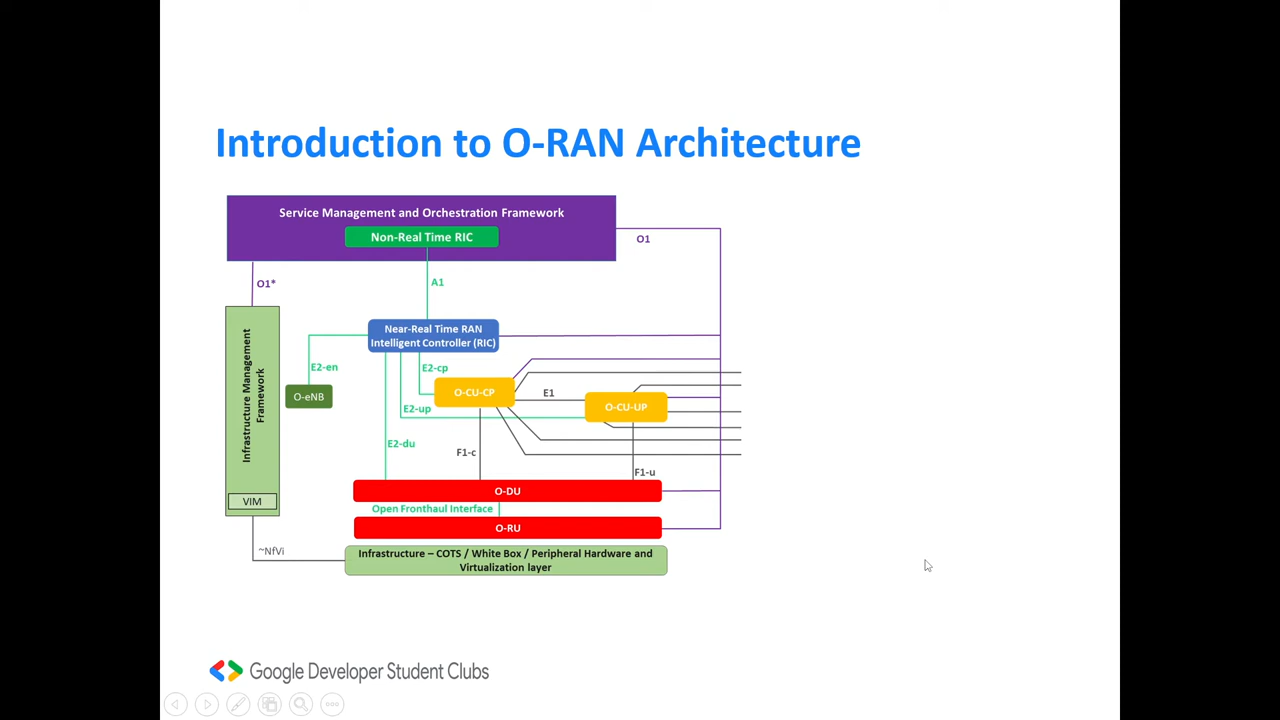 Introduction to O-RAN Architecture
Service Management and Orchestration Framework
Non-Real Time RIC
O1
O1*
A1
Near-Real Time RAN
Intelligent Controller (RIC)
Infrastructure Management
Framework
E2-en
E2-cp
O-eNB
O-CU-CP
E1
O-CU-UP
E2-up
E2-du
F1-c
F1-u
VIM
O-DU
Open Fronthaul Interface
O-RU
~NfVi
Infrastructure – COTS / White Box / Peripheral Hardware and
Virtualization layer
Google Developer Student Clubs